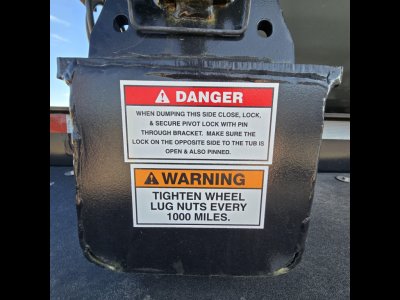 DANGER
WHEN DUMPING THIS SIDE CLOSE, LOCK,
& SECURE PIVOT LOCK WITH PIN
THROUGH BRACKET. MAKE SURE THE
LOCK ON THE OPPOSITE SIDE TO THE TUB IS
OPEN & ALSO PINNED.
WARNING
TIGHTEN WHEEL
LUG NUTS EVERY
1000 MILES.